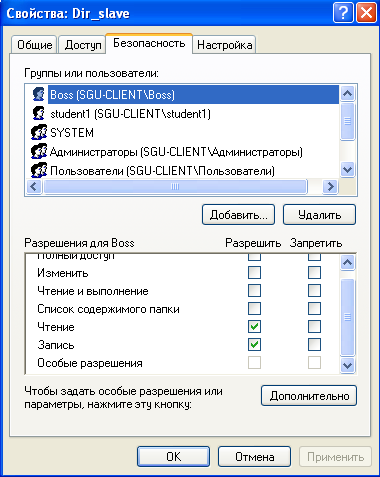 Свойства: Dir_slave
Общие Доступ Безопасность Настройка
Группы или пользователи:
Boss (SGU-CLIENT\Boss)
student1 (SGU-CLIENT\student1)
SYSTEM
Администраторы (SGU-CLIENT\Администраторы)
Пользователи (SGU-CLIENT\Пользователи)
Добавить... Удалить
Разрешения для Boss Разрешить Запретить
Полный доступ
Изменить
Чтение и выполнение
Список содержимого папки
Чтение
Запись
Особые разрешения
Чтобы задать особые разрешения или
параметры, нажмите эту кнопку:
Дополнительно
OK Отмена Применить